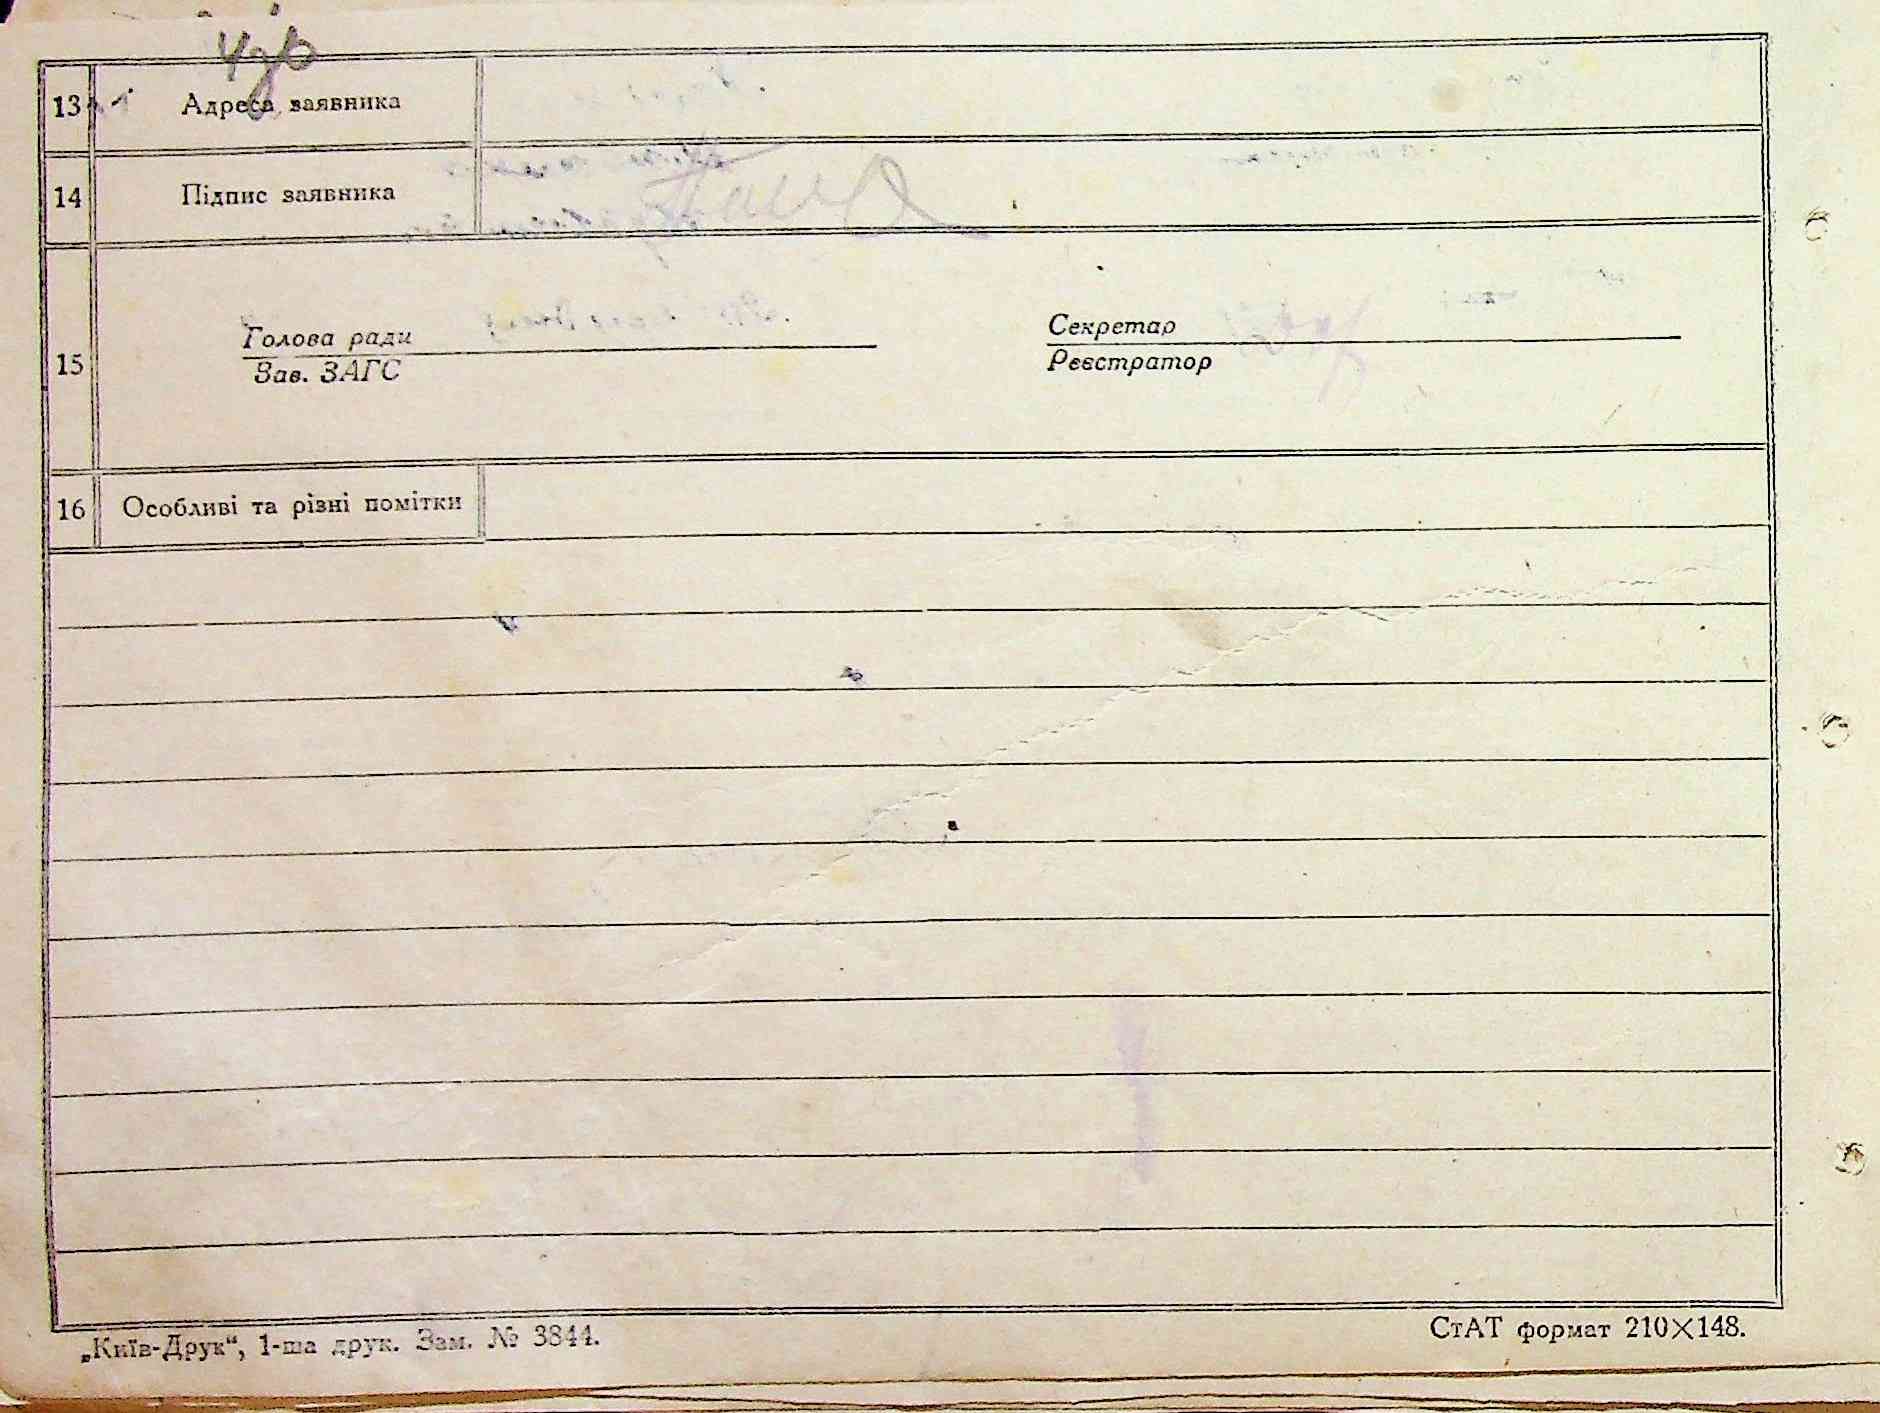 13 Адреса заявника
14 Підпис заявника
15
Голова ради
Зав. ЗАГС
Секретар
Реєстратор
16 Особливі та різні помітки
„Київ-Друк“, 1-ша друк. Зам. № 3844.
СтАТ формат 210×148.